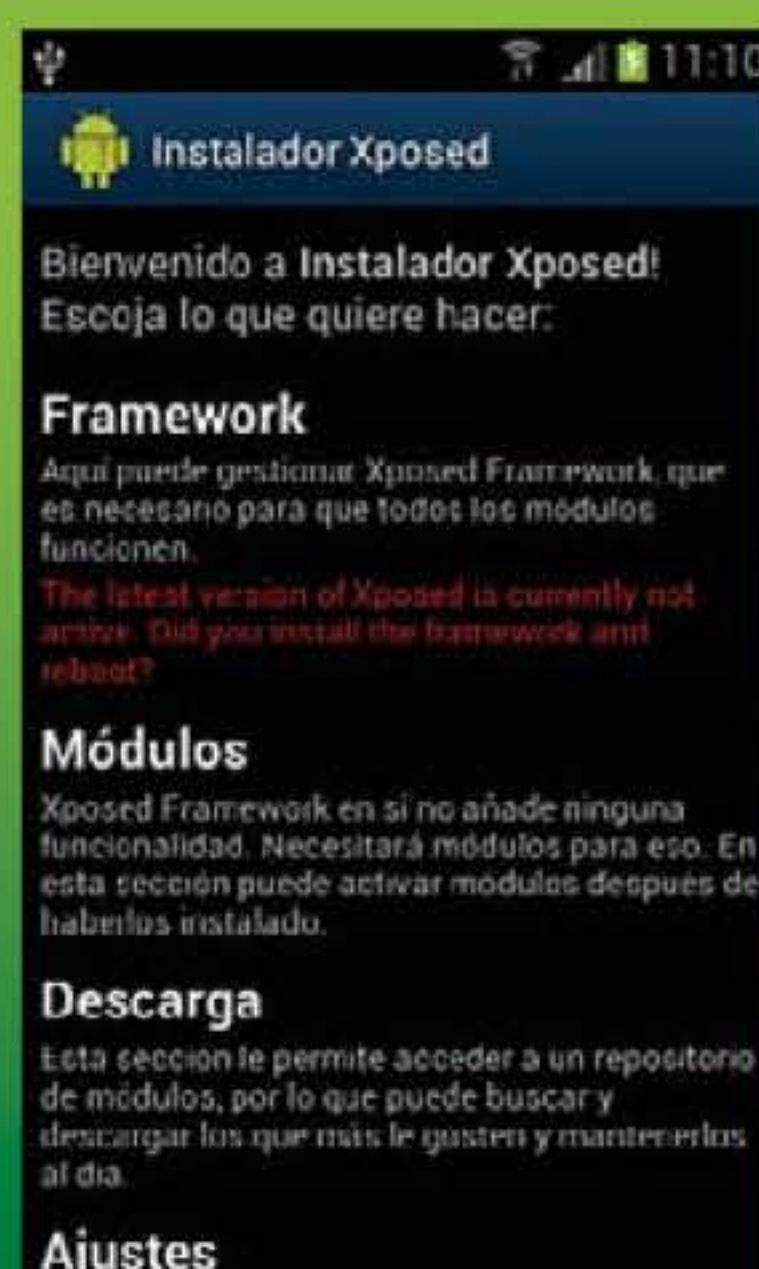 11:10
Instalador Xposed
Bienvenido a Instalador Xposed!
Escoja lo que quiere hacer:
Framework
Aquí puede gestionar Xposed Framework, que
es necesario para que todos los módulos
funcionen.
The latest version of Xposed is currently not
active. Did you install the framework and
reboot?
Módulos
Xposed Framework en sí no añade ninguna
funcionalidad. Necesitará módulos para eso. En
esta sección puede activar módulos después de
haberlos instalado.
Descarga
Esta sección le permite acceder a un repositorio
de módulos, por lo que puede buscar y
descargar los que más le gusten y mantenerlos
al día.
Ajustes